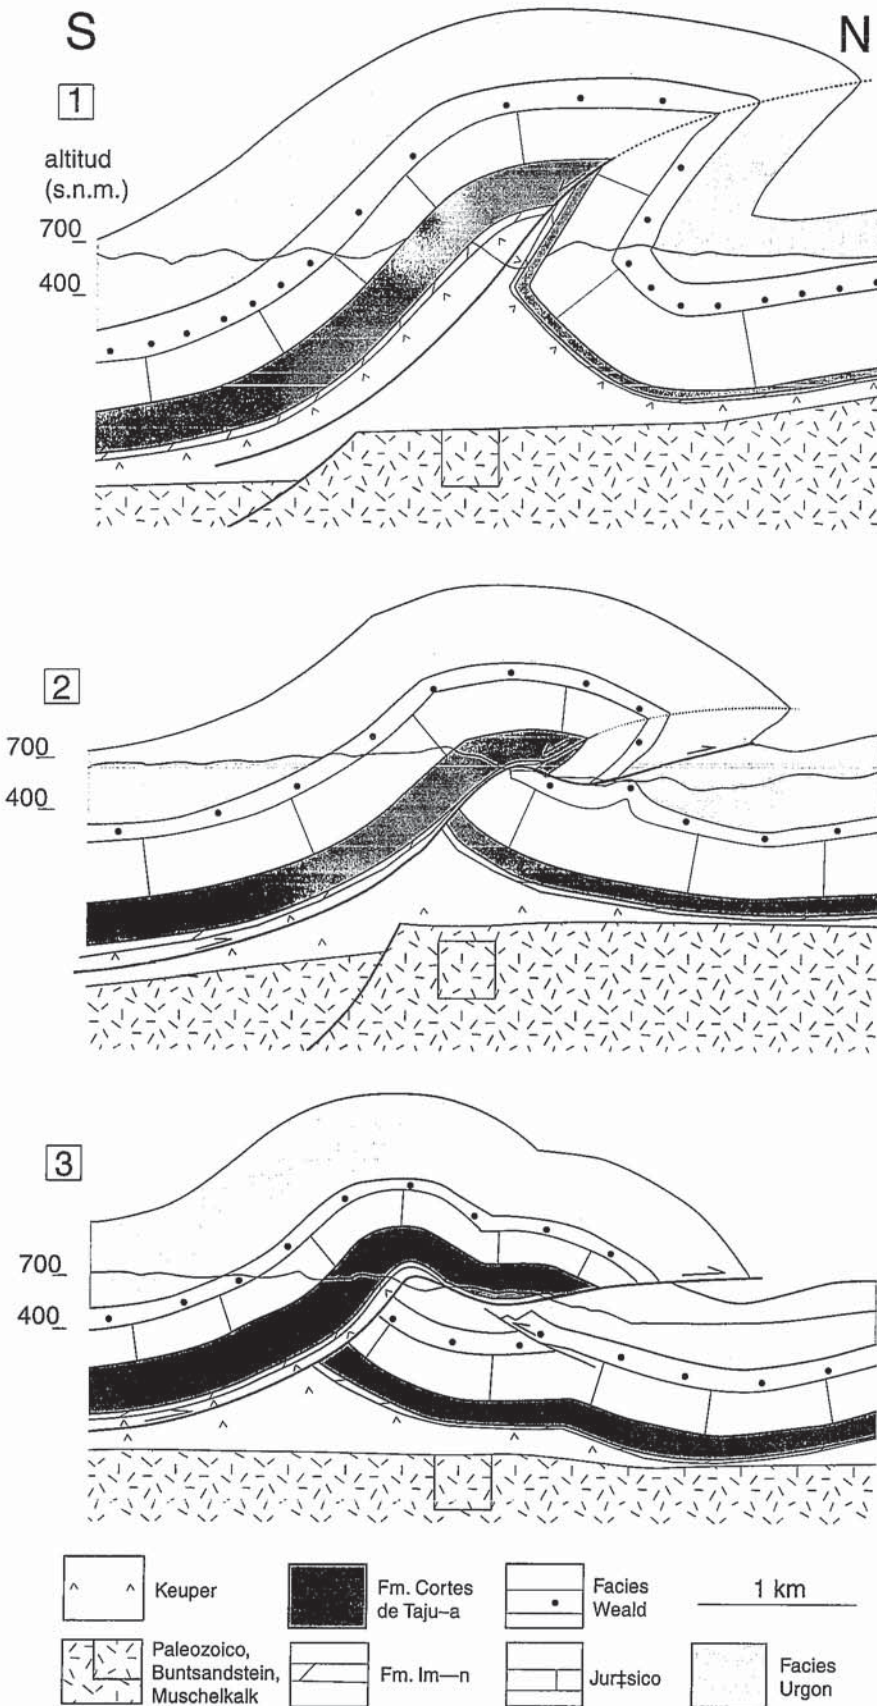 S
N
1
altitud
(s.n.m.)
700
400
2
700
400
3
700
400
Keuper
Fm. Cortes
de Taju-a
Facies
Weald
1 km
Paleozoico,
Buntsandstein,
Muschelkalk
Fm. Im—n
Jur‡sico
Facies
Urgon